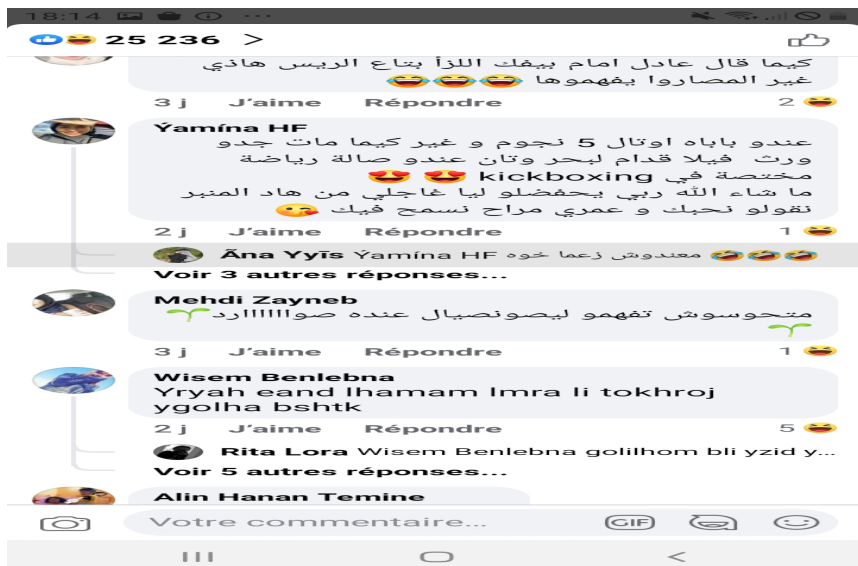 18:14
25 236 >
كيما قال عادل امام بيفك اللزأ بتاع الريس هاذي
غير المصاروا يفهموها 😂😂😂
3 j J'aime Répondre 2
Ýamína HF
عندو باباه اوتال 5 نجوم و غير كيما مات جدو
ورث فيلا قدام لبحر وتان عندو صالة رياضة
مختصة في kickboxing 😍 😍
ما شاء الله ربي يحفضلو ليا غاجلي من هاد المنبر
نقولو نحبك و عمري مراح نسمح فيك 😘
2 j J'aime Répondre 1
Ãna Yyïs Ýamína HF معندوش زعما خوه 🤣🤣🤣
Voir 3 autres réponses...
Mehdi Zayneb
متحوسوش تفهمو ليصونصيال عنده صواااااارد🌱
🌱
3 j J'aime Répondre 1
Wisem Benlebna
Yryah eand lhamam lmra li tokhroj
ygolha bshtk
2 j J'aime Répondre 5
Rita Lora Wisem Benlebna golilhom bli yzid y...
Voir 5 autres réponses...
Alin Hanan Temine
Votre commentaire...
GIF